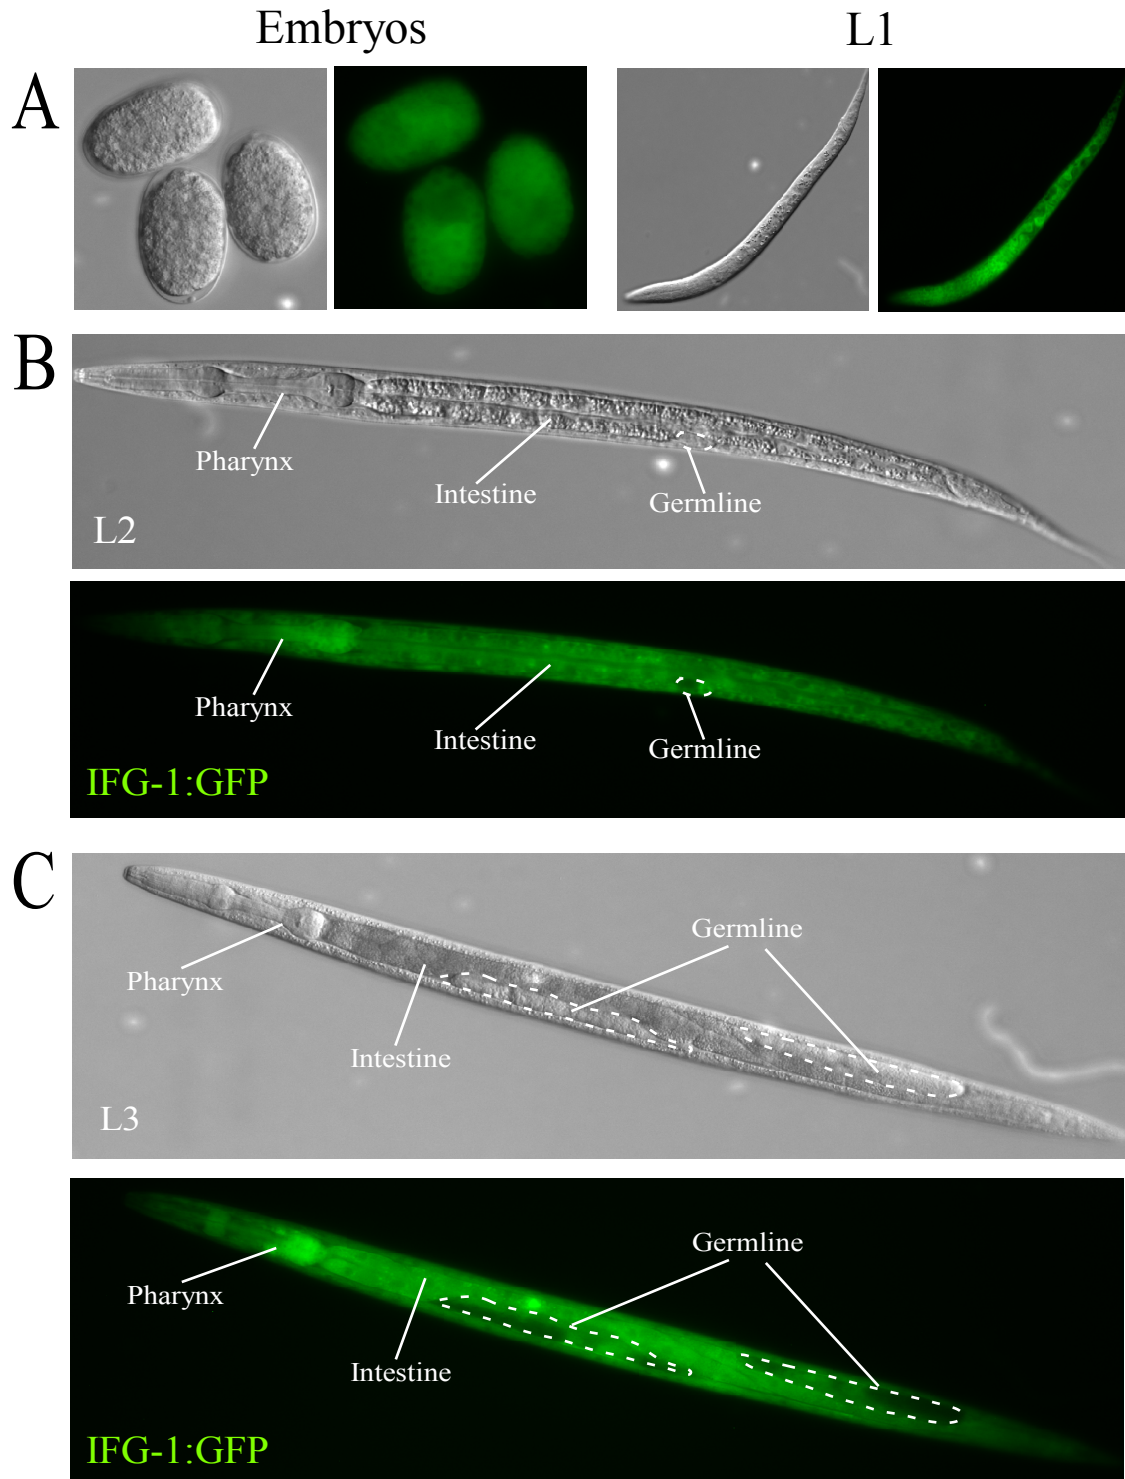 Embryos
L1
A
B
Pharynx
Intestine
Germline
L2
Pharynx
Intestine
Germline
IFG-1:GFP
C
Germline
Pharynx
Intestine
L3
Germline
Pharynx
Intestine
IFG-1:GFP